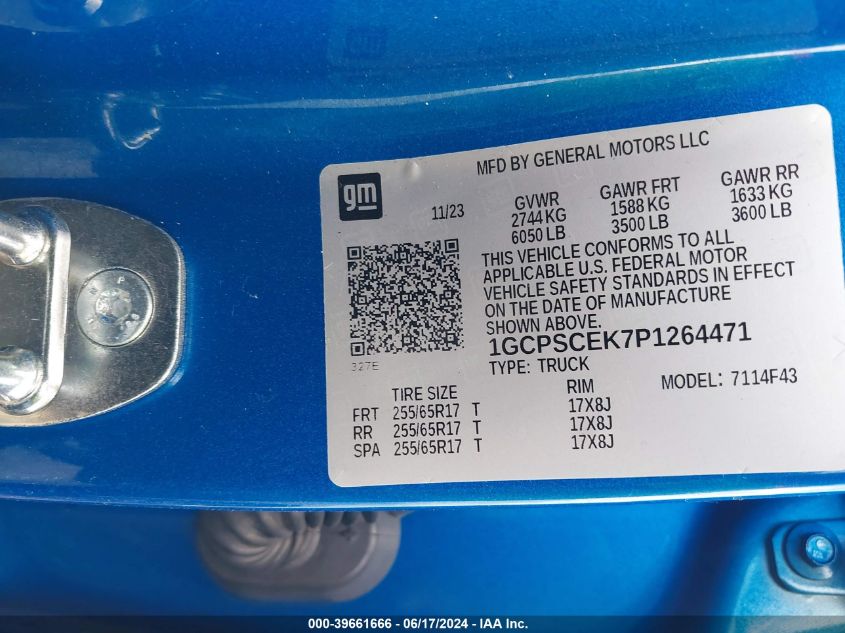 gm
MFD BY GENERAL MOTORS LLC
11/23
GVWR GAWR FRT GAWR RR
2744 KG 1588 KG 1633 KG
6050 LB 3500 LB 3600 LB
THIS VEHICLE CONFORMS TO ALL
APPLICABLE U.S. FEDERAL MOTOR
VEHICLE SAFETY STANDARDS IN EFFECT
ON THE DATE OF MANUFACTURE
SHOWN ABOVE.
327E
1GCPSCEK7P1264471
TYPE: TRUCK
MODEL: 7114F43
TIRE SIZE RIM
FRT 255/65R17 T 17X8J
RR 255/65R17 T 17X8J
SPA 255/65R17 T 17X8J
000-39661666 - 06/17/2024 - IAA Inc.